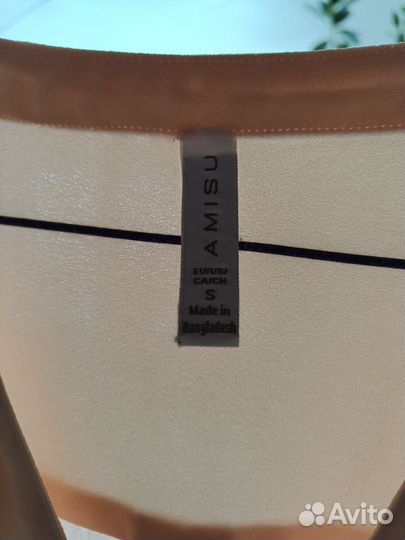 AMISU
EU/US/
CA/CN
S
Made in
Bangladesh
Avito